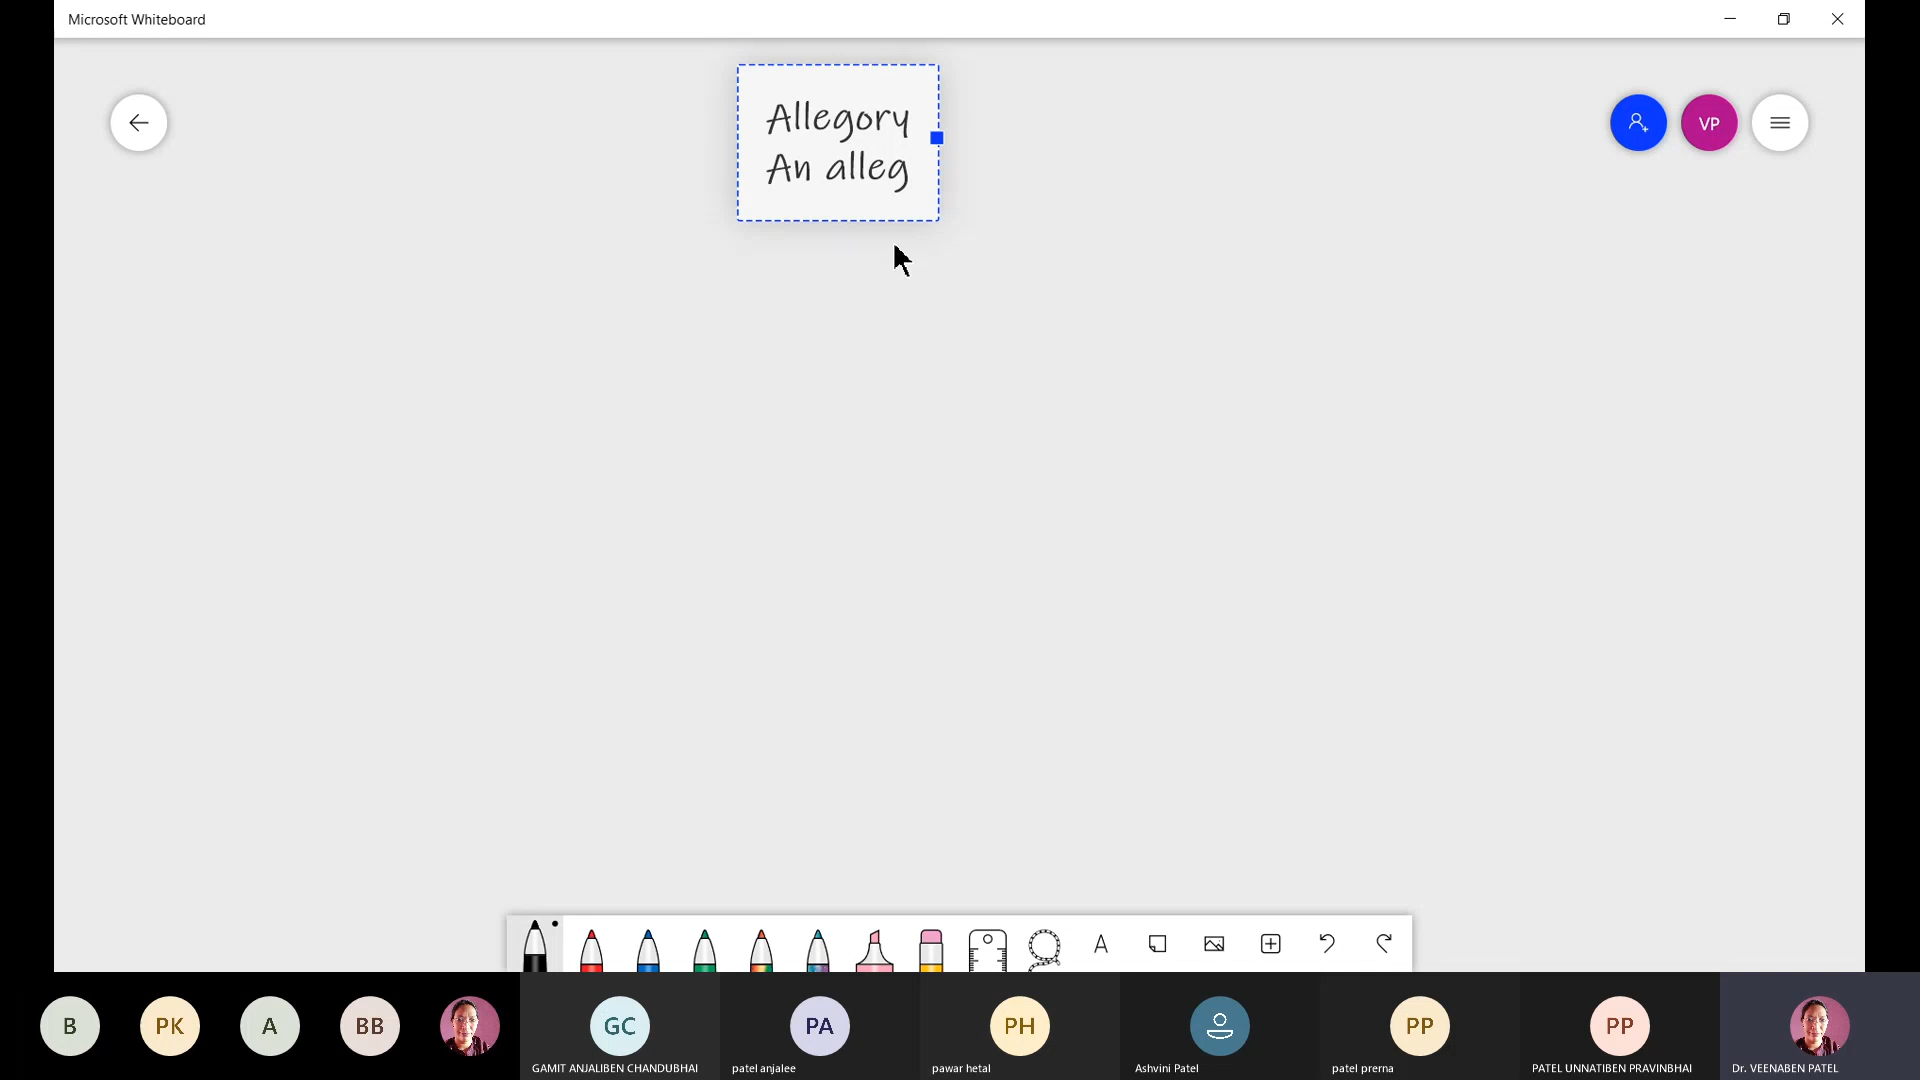 Microsoft Whiteboard
Allegory
An alleg
VP
B
PK
A
BB
GC
PA
PH
PP
PP
GAMIT ANJALIBEN CHANDUBHAI
patel anjalee
pawar hetal
Ashvini Patel
patel prerna
PATEL UNNATIBEN PRAVINBHAI
Dr. VEENABEN PATEL